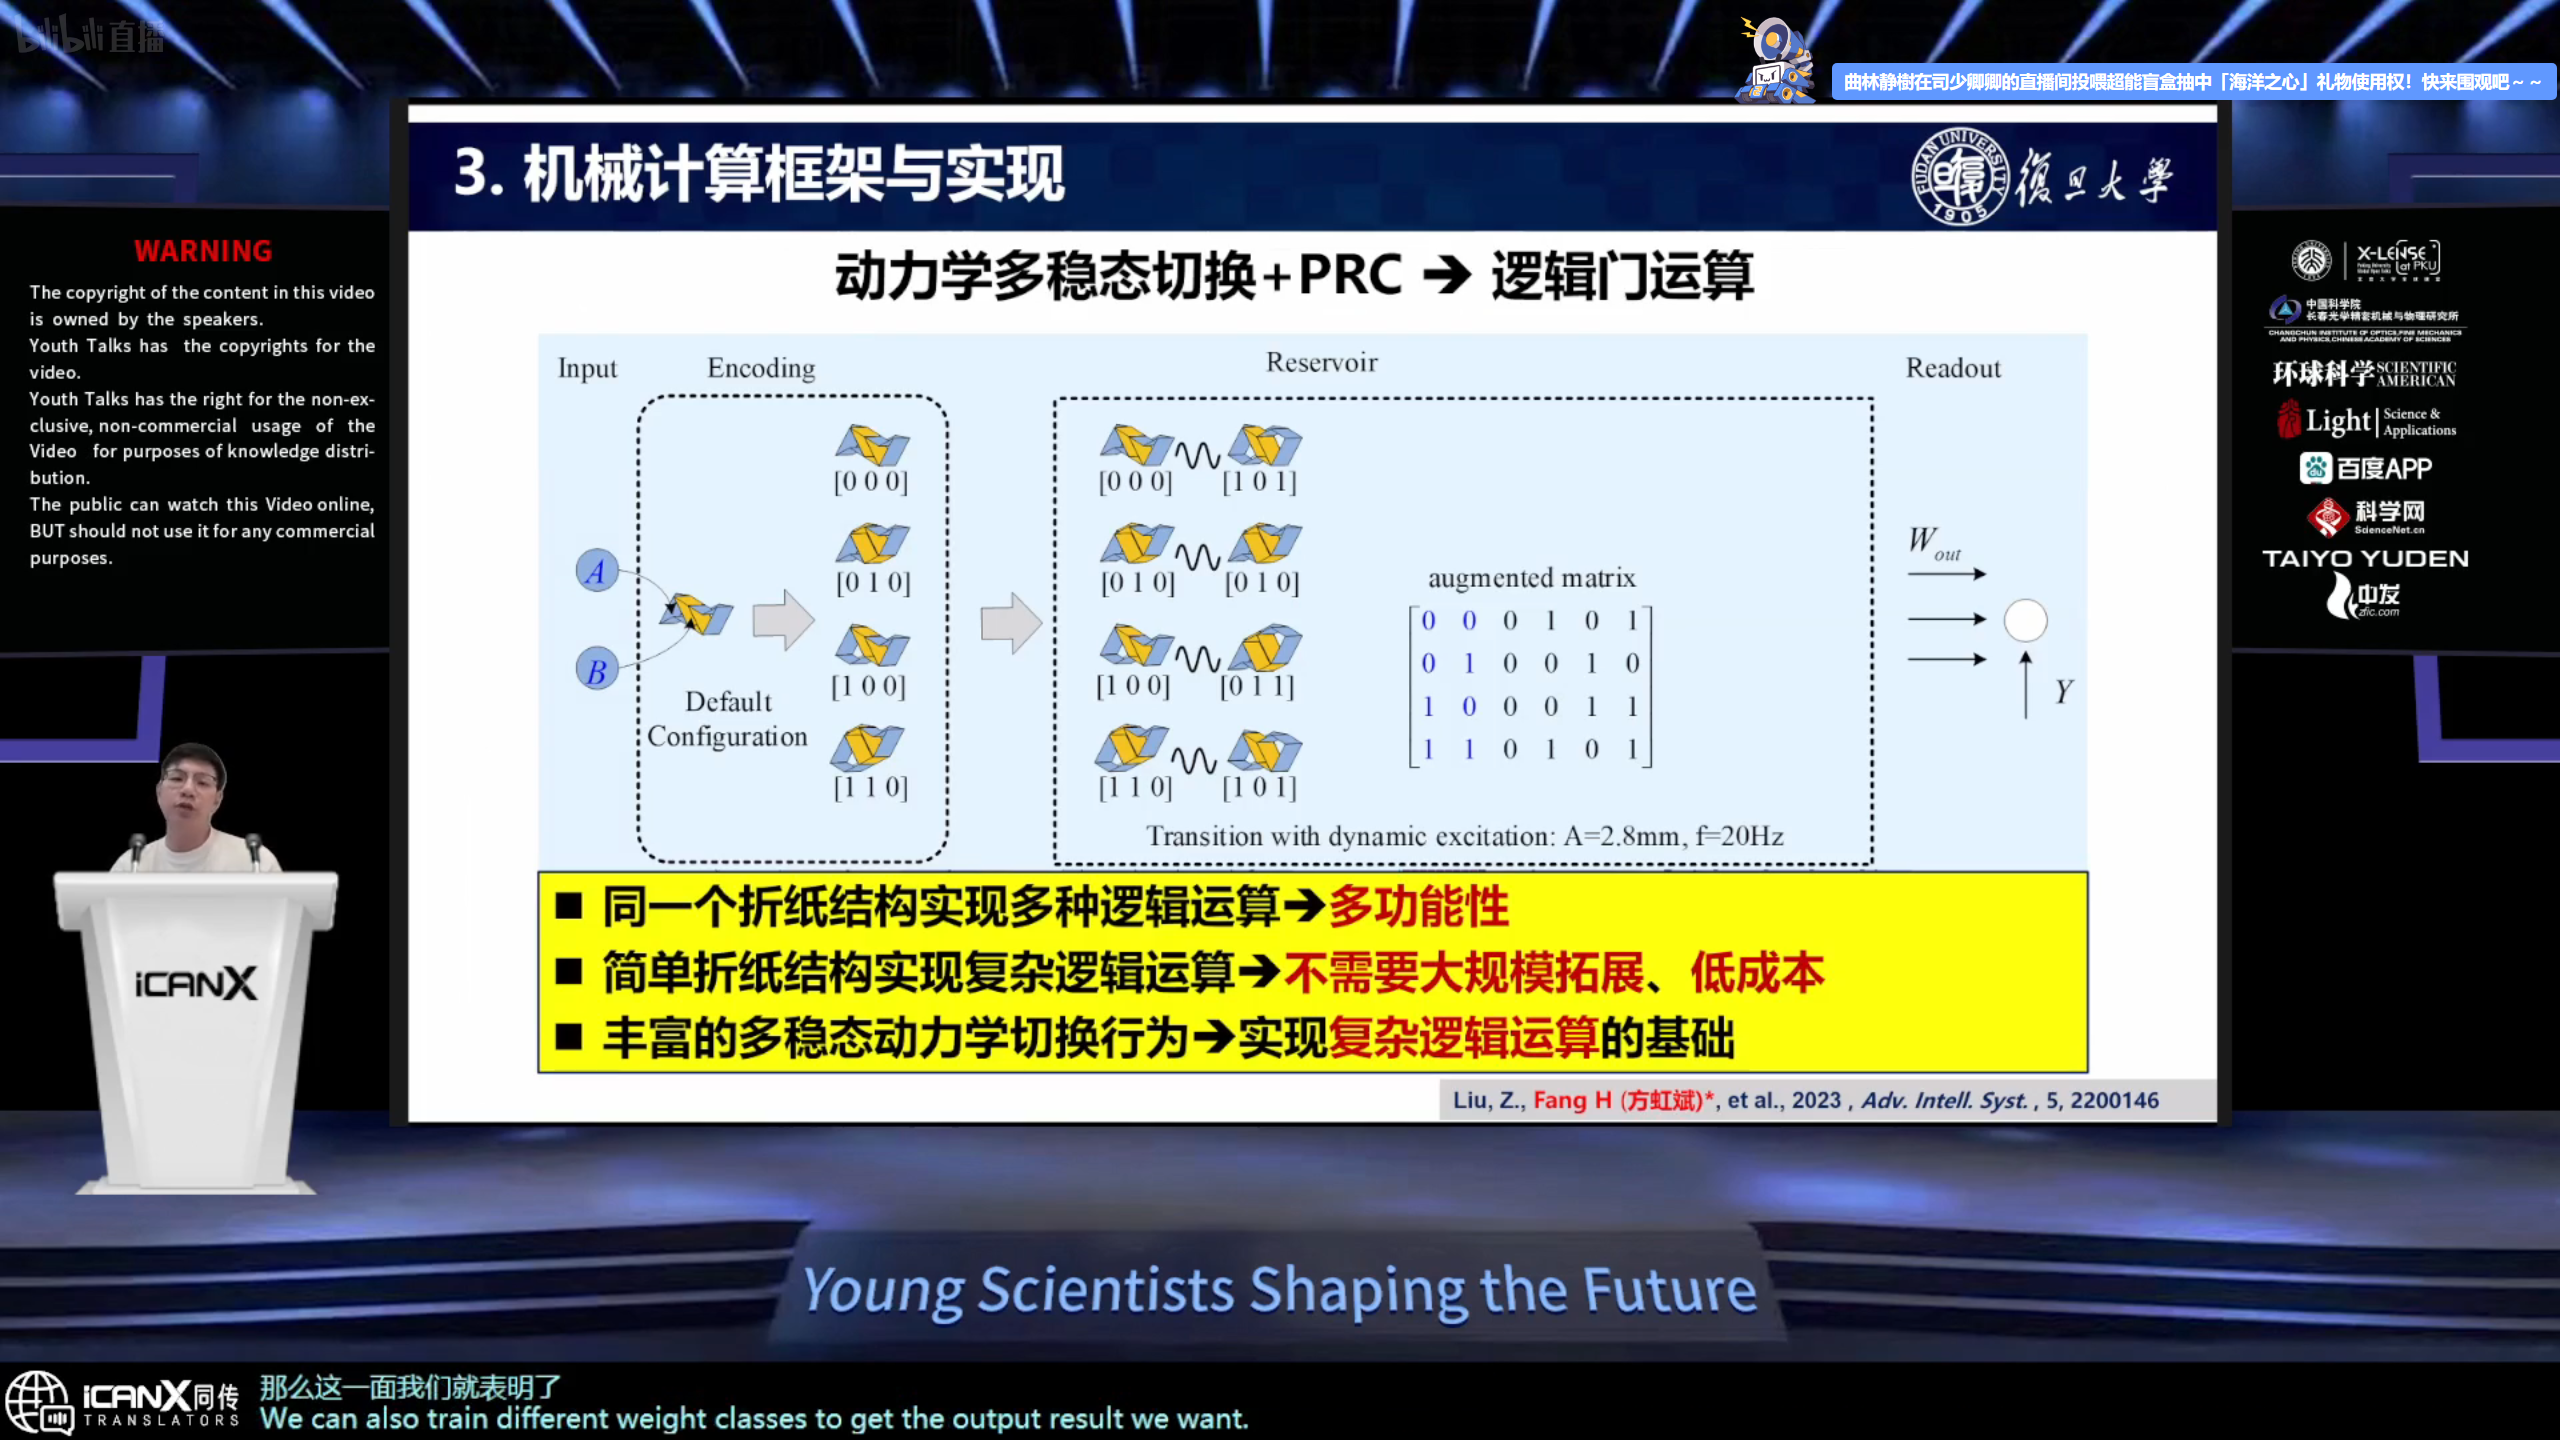 bilibili 直播
曲林静樹在司少卿卿的直播间投喂超能盲盒抽中「海洋之心」礼物使用权！快来围观吧～～
WARNING
The copyright of the content in this video
is owned by the speakers.
Youth Talks has the copyrights for the
video.
Youth Talks has the right for the non-ex-
clusive, non-commercial usage of the
Video for purposes of knowledge distri-
bution.
The public can watch this Video online,
BUT should not use it for any commercial
purposes.
3. 机械计算框架与实现
FUDAN UNIVERSITY
1905
復旦大學
动力学多稳态切换+PRC ➔ 逻辑门运算
Input
Encoding
Reservoir
Readout
A
B
Default
Configuration
[0 0 0]
[0 1 0]
[1 0 0]
[1 1 0]
[0 0 0] [1 0 1]
[0 1 0] [0 1 0]
[1 0 0] [0 1 1]
[1 1 0] [1 0 1]
augmented matrix
0 0 0 1 0 1
0 1 0 0 1 0
1 0 0 0 1 1
1 1 0 1 0 1
Transition with dynamic excitation: A=2.8mm, f=20Hz
Wout
Y
■ 同一个折纸结构实现多种逻辑运算➔多功能性
■ 简单折纸结构实现复杂逻辑运算➔不需要大规模拓展、低成本
■ 丰富的多稳态动力学切换行为➔实现复杂逻辑运算的基础
Liu, Z., Fang H (方虹斌)*, et al., 2023 , Adv. Intell. Syst. , 5, 2200146
X-LENSE
at PKU
中国科学院
长春光学精密机械与物理研究所
CHANGCHUN INSTITUTE OF OPTICS,FINE MECHANICS
AND PHYSICS,CHINESE ACADEMY OF SCIENCES
环球科学 SCIENTIFIC AMERICAN
Light Science & Applications
du 百度APP
科学网
ScienceNet.cn
TAIYO YUDEN
中发
zfic.com
iCANX
Young Scientists Shaping the Future
iCANX同传
TRANSLATORS
那么这一面我们就表明了
We can also train different weight classes to get the output result we want.